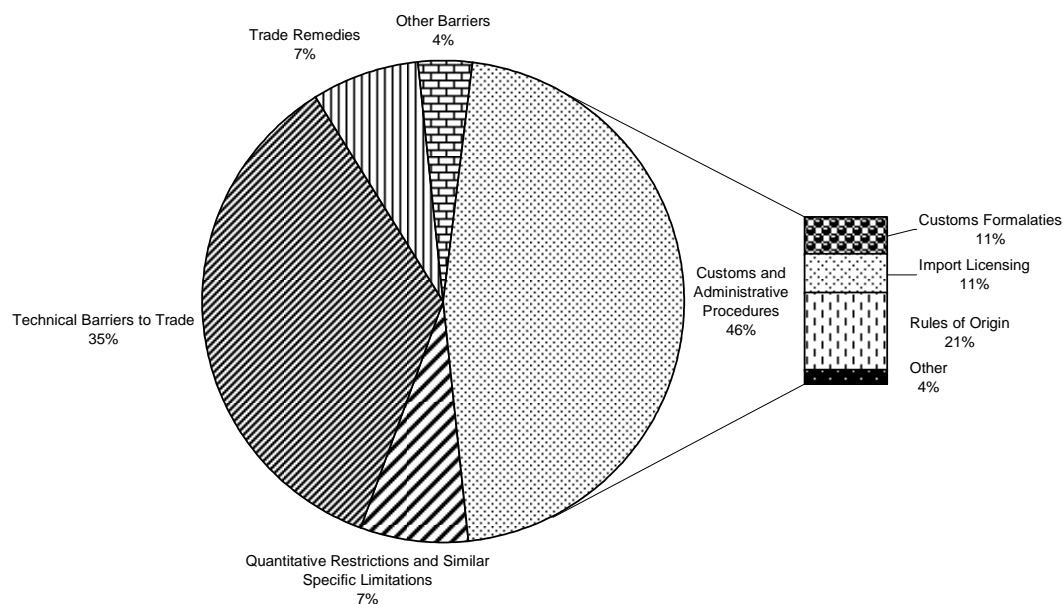 Other Barriers
4%
Trade Remedies
7%
Customs Formalaties
11%
Import Licensing
11%
Customs and
Administrative
Procedures
46%
Technical Barriers to Trade
35%
Rules of Origin
21%
Other
4%
Quantitative Restrictions and Similar
Specific Limitations
7%